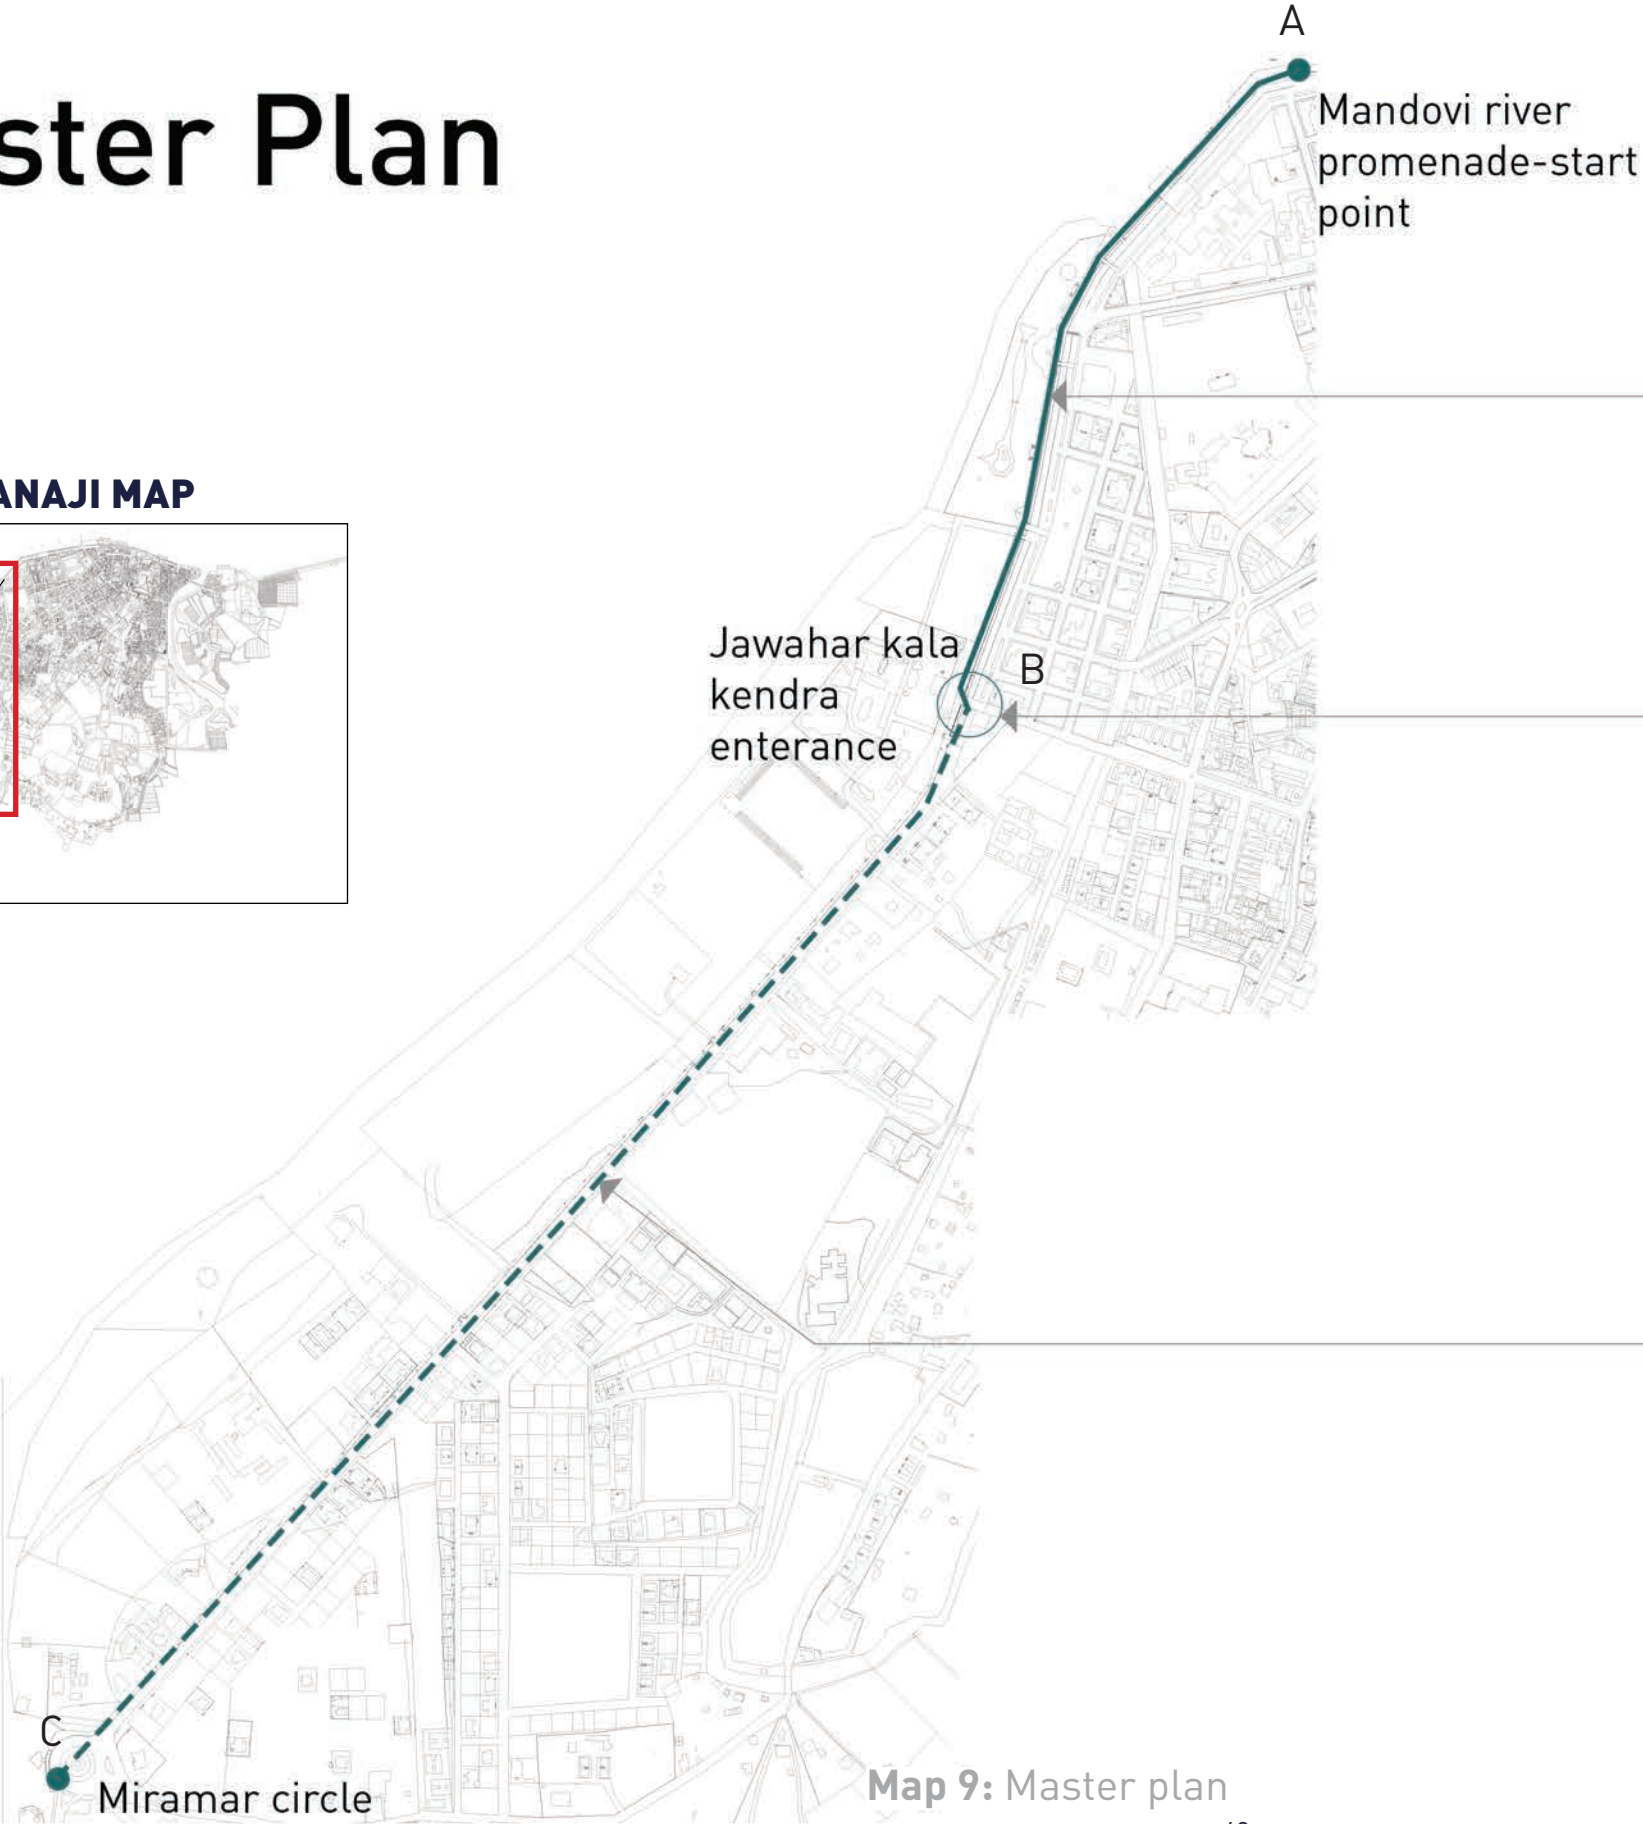 A
ster Plan
Mandovi river
promenade-start
point
ANAJI MAP
Jawahar kala
kendra
enterance
B
C
Miramar circle
Map 9: Master plan